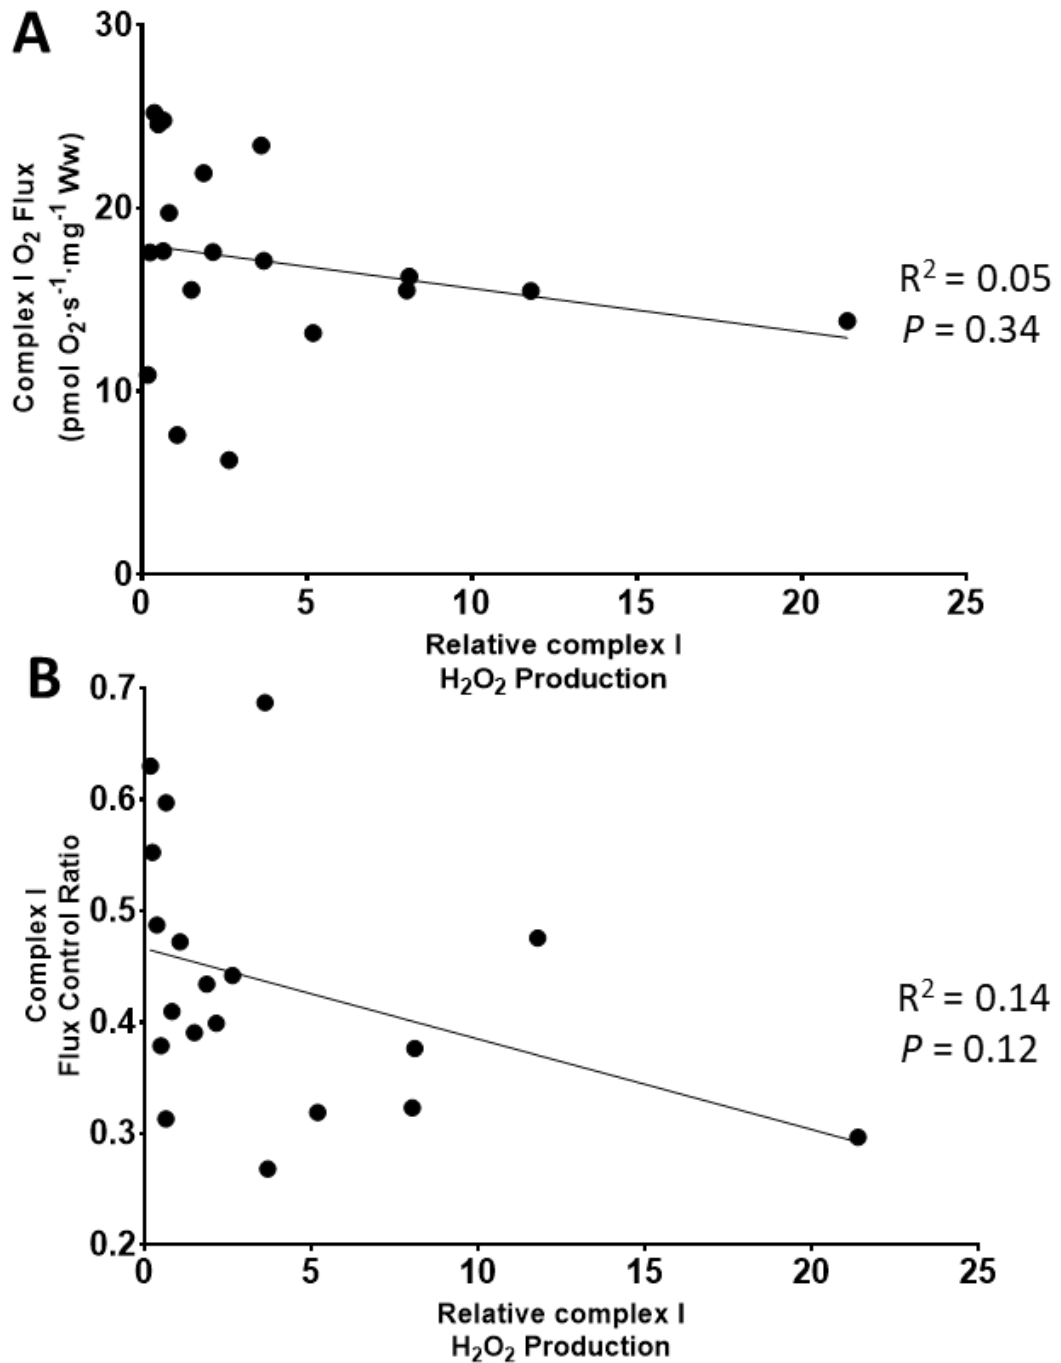 A
30
20
10
0
Complex I O₂ Flux
(pmol O₂·s⁻¹·mg⁻¹ Ww)
R² = 0.05
P = 0.34
0 5 10 15 20 25
Relative complex I
H₂O₂ Production
B
0.7
0.6
0.5
0.4
0.3
0.2
Complex I
Flux Control Ratio
R² = 0.14
P = 0.12
0 5 10 15 20 25
Relative complex I
H₂O₂ Production